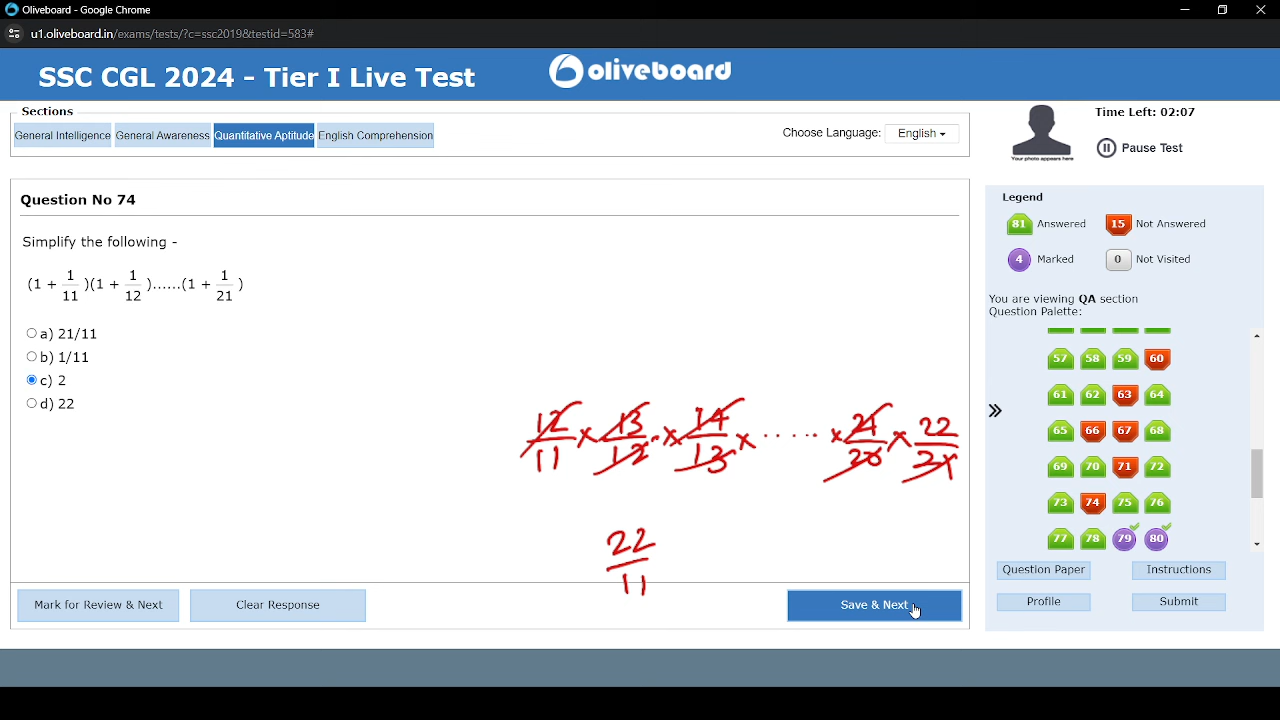 Oliveboard - Google Chrome
u1.oliveboard.in/exams/tests/?c=ssc2019&testid=583#
SSC CGL 2024 - Tier I Live Test
oliveboard
Sections
General Intelligence General Awareness Quantitative Aptitude English Comprehension
Choose Language: English
Time Left: 02:07
Your photo appears here
Pause Test
Question No 74
Simplify the following -
(1 + 1/11 )(1 + 1/12 )......(1 + 1/21 )
a) 21/11
b) 1/11
c) 2
d) 22
12/11 × 13/12 × 14/13 × ..... × 21/20 × 22/21
22/11
Mark for Review & Next
Clear Response
Save & Next
Legend
81 Answered 15 Not Answered
4 Marked 0 Not Visited
You are viewing QA section
Question Palette:
57 58 59 60
61 62 63 64
65 66 67 68
69 70 71 72
73 74 75 76
77 78 79 80
Question Paper Instructions
Profile Submit